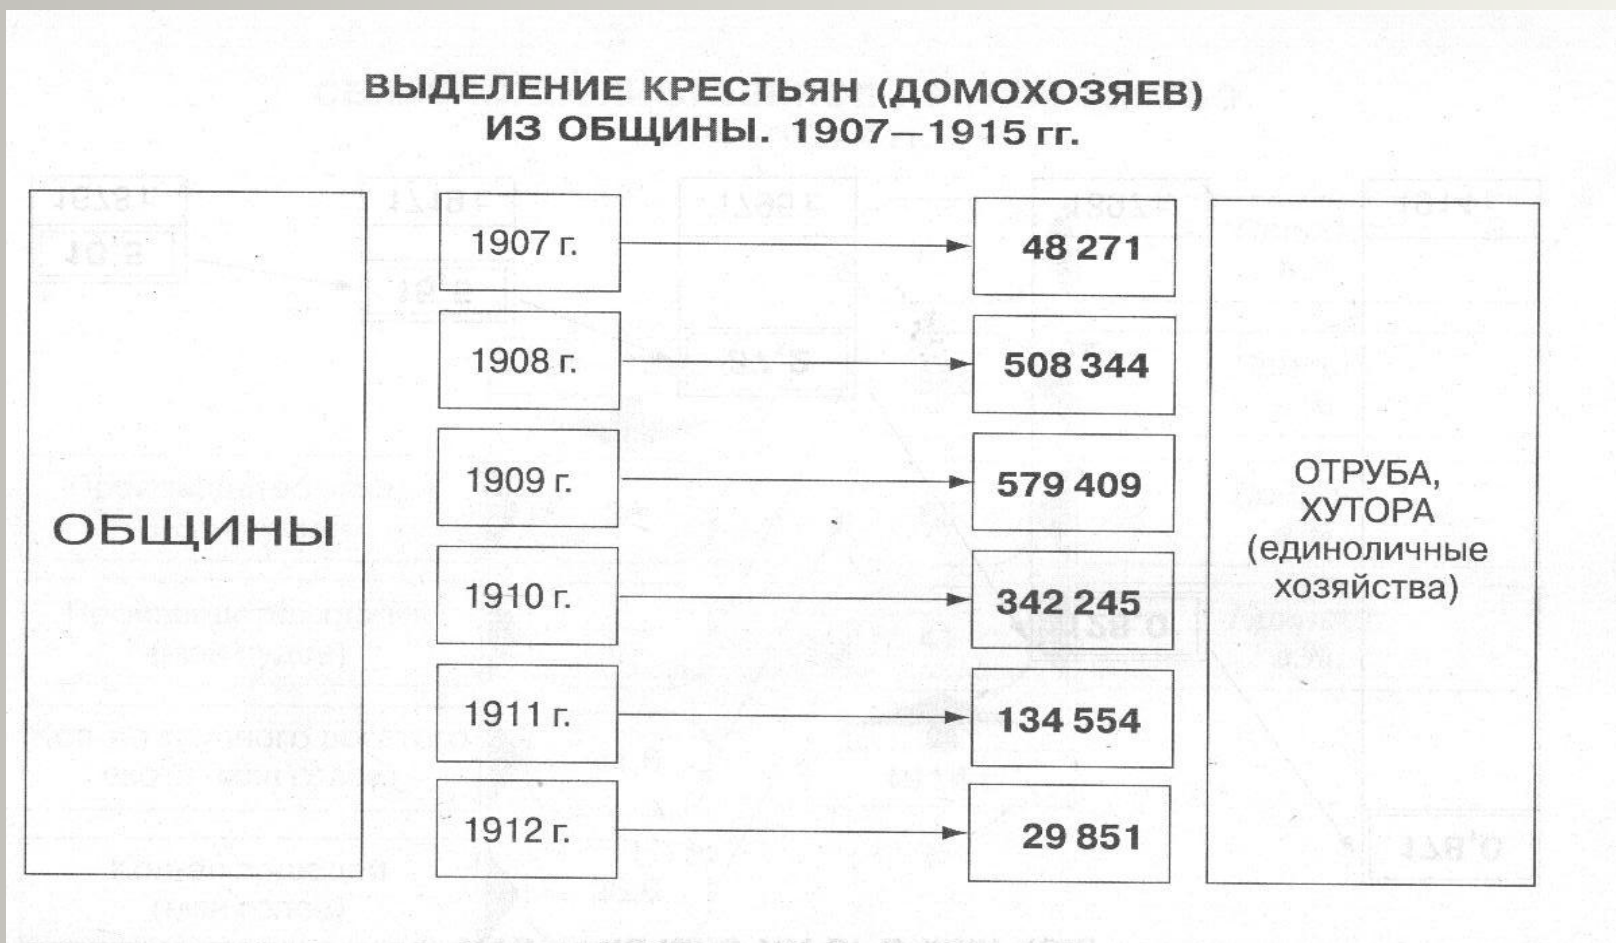 ВЫДЕЛЕНИЕ КРЕСТЬЯН (ДОМОХОЗЯЕВ)
ИЗ ОБЩИНЫ. 1907—1915 гг.
ОБЩИНЫ
1907 г.
48 271
1908 г.
508 344
1909 г.
579 409
1910 г.
342 245
1911 г.
134 554
1912 г.
29 851
ОТРУБА,
ХУТОРА
(единоличные
хозяйства)